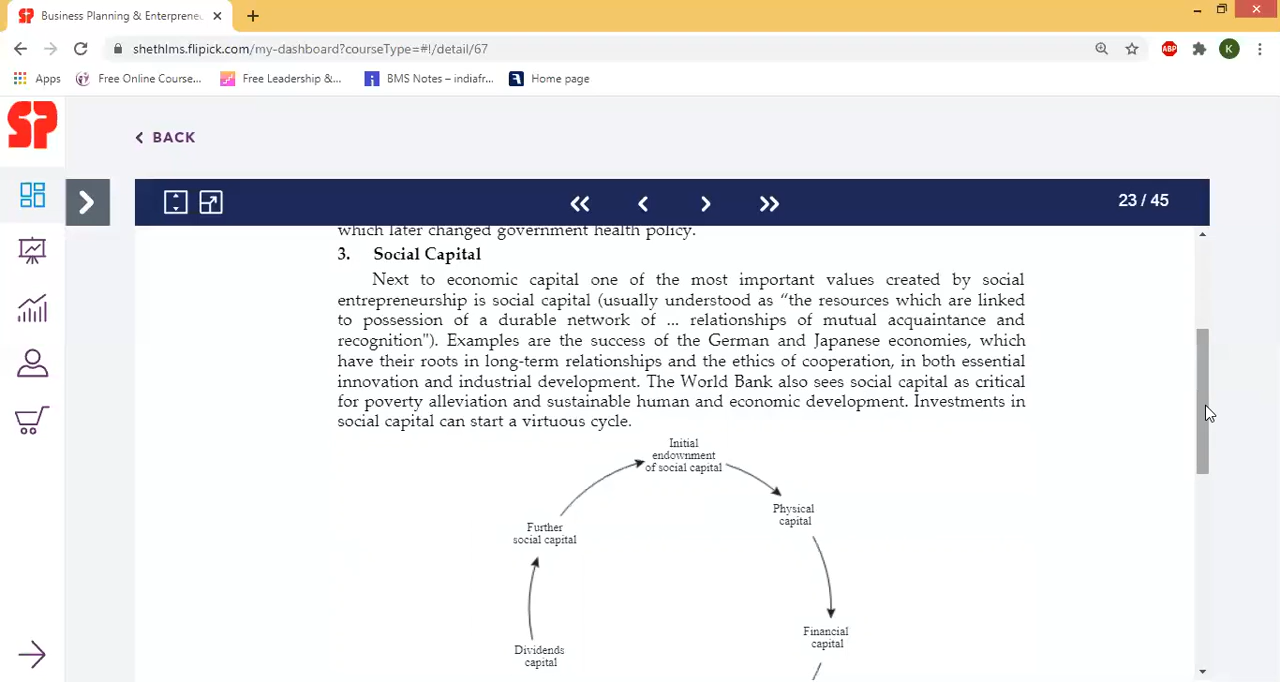 Business Planning & Enterprene
shethlms.flipick.com/my-dashboard?courseType=#!/detail/67
ABP
K
Apps
Free Online Course...
Free Leadership &...
BMS Notes – indiafr...
Home page
SP
BACK
23 / 45
which later changed government health policy.
3. Social Capital
Next to economic capital one of the most important values created by social
entrepreneurship is social capital (usually understood as “the resources which are linked
to possession of a durable network of ... relationships of mutual acquaintance and
recognition"). Examples are the success of the German and Japanese economies, which
have their roots in long-term relationships and the ethics of cooperation, in both essential
innovation and industrial development. The World Bank also sees social capital as critical
for poverty alleviation and sustainable human and economic development. Investments in
social capital can start a virtuous cycle.
Initial
endownment
of social capital
Physical
capital
Further
social capital
Financial
capital
Dividends
capital